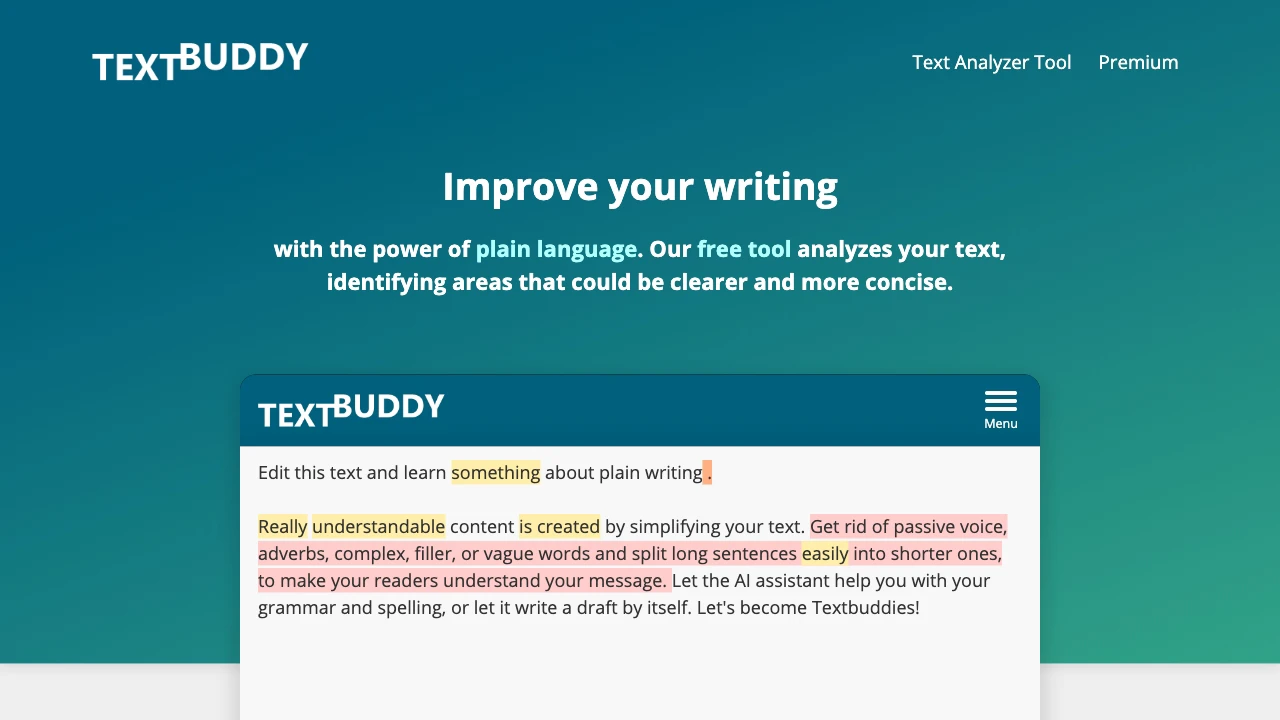 TEXTBUDDY
Text Analyzer Tool Premium
Improve your writing
with the power of plain language. Our free tool analyzes your text,
identifying areas that could be clearer and more concise.
TEXTBUDDY
Menu
Edit this text and learn something about plain writing .
Really understandable content is created by simplifying your text. Get rid of passive voice,
adverbs, complex, filler, or vague words and split long sentences easily into shorter ones,
to make your readers understand your message. Let the AI assistant help you with your
grammar and spelling, or let it write a draft by itself. Let's become Textbuddies!